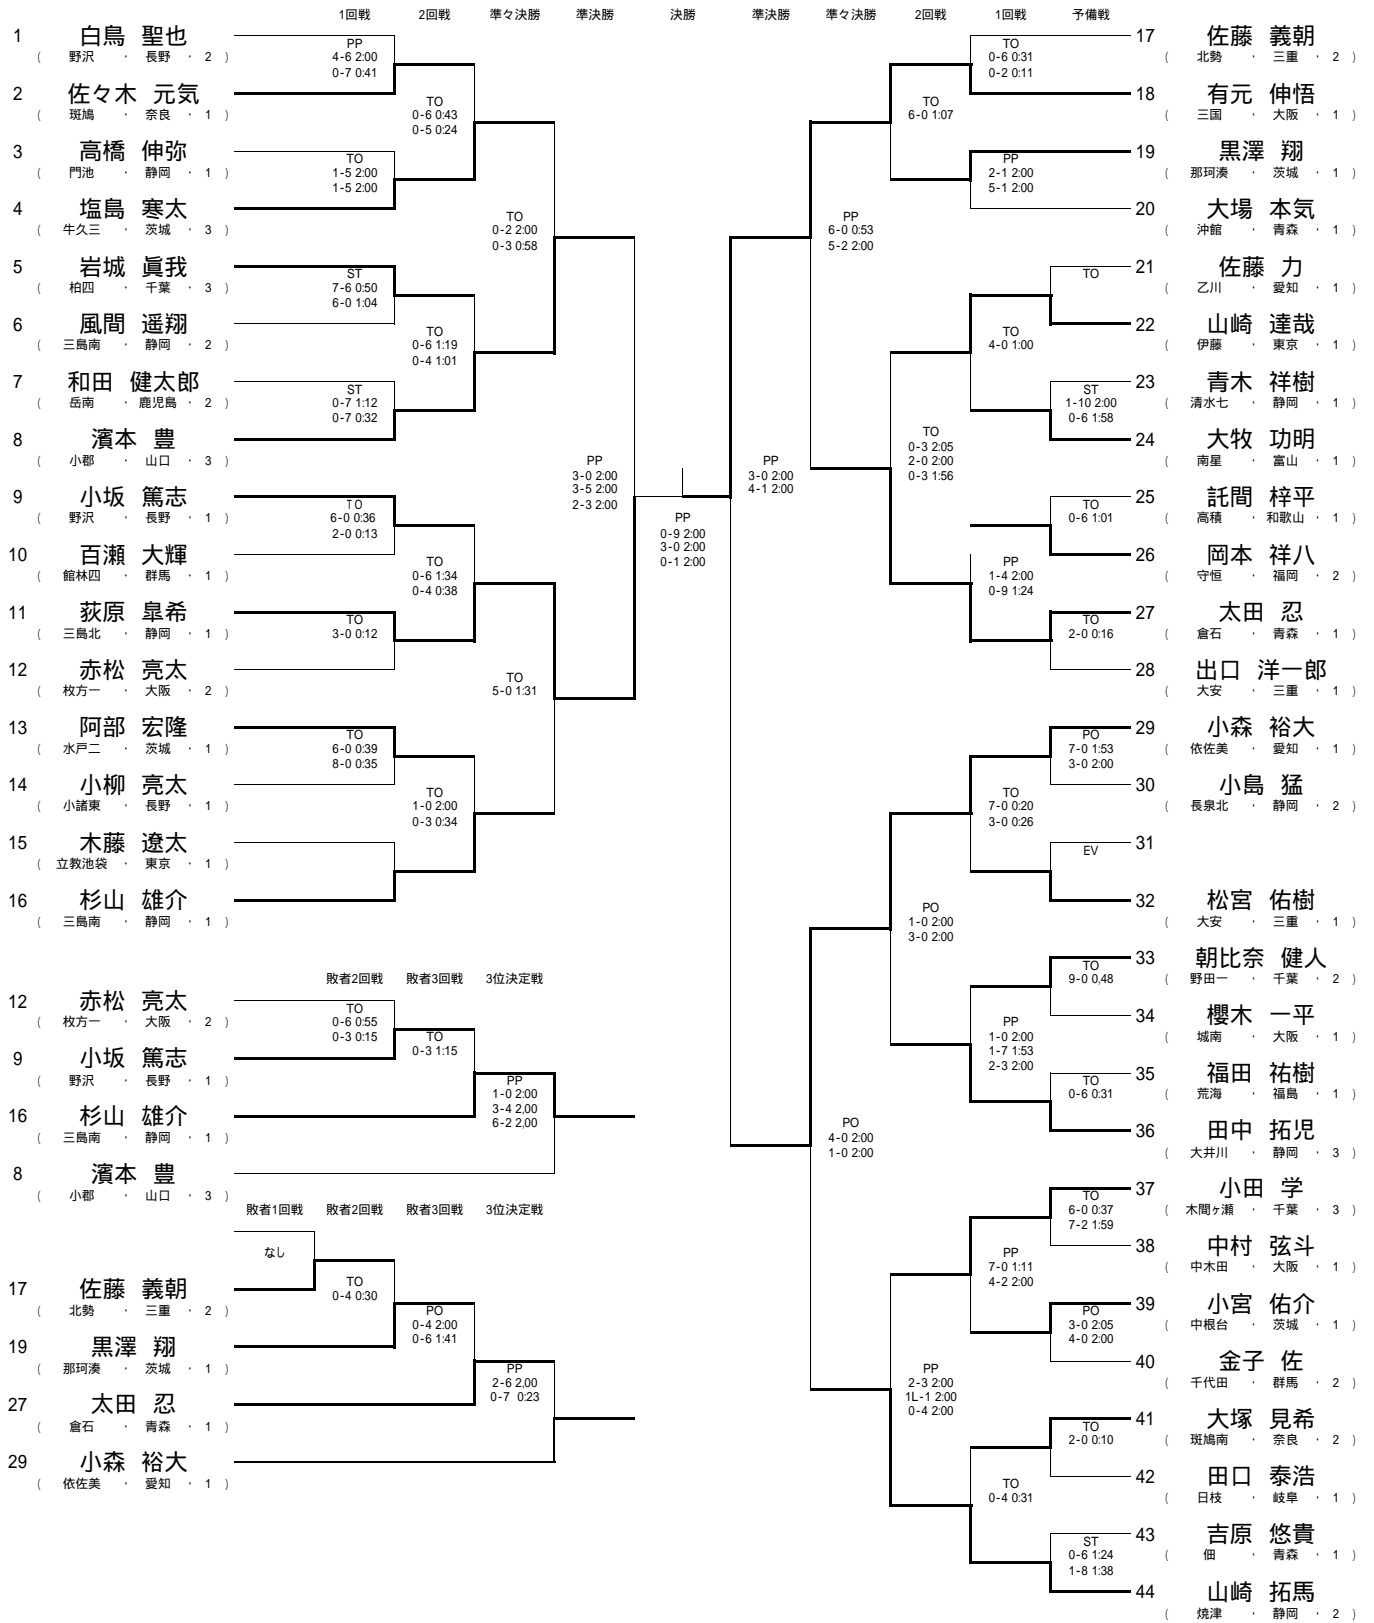 1回戦 2回戦 準々決勝 準決勝 決勝 準決勝 準々決勝 2回戦 1回戦 予備戦
1 白鳥 聖也
( 野沢 ・ 長野 ・ 2 )
2 佐々木 元気
( 斑鳩 ・ 奈良 ・ 1 )
3 高橋 伸弥
( 門池 ・ 静岡 ・ 1 )
4 塩島 寒太
( 牛久三 ・ 茨城 ・ 3 )
5 岩城 眞我
( 柏四 ・ 千葉 ・ 3 )
6 風間 遥翔
( 三島南 ・ 静岡 ・ 2 )
7 和田 健太郎
( 岳南 ・ 鹿児島 ・ 2 )
8 濱本 豊
( 小郡 ・ 山口 ・ 3 )
9 小坂 篤志
( 野沢 ・ 長野 ・ 1 )
10 百瀬 大輝
( 館林四 ・ 群馬 ・ 1 )
11 荻原 皐希
( 三島北 ・ 静岡 ・ 1 )
12 赤松 亮太
( 枚方一 ・ 大阪 ・ 2 )
13 阿部 宏隆
( 水戸二 ・ 茨城 ・ 1 )
14 小柳 亮太
( 小諸東 ・ 長野 ・ 1 )
15 木藤 遼太
( 立教池袋 ・ 東京 ・ 1 )
16 杉山 雄介
( 三島南 ・ 静岡 ・ 1 )
PP
4-6 2:00
0-7 0:41
TO
1-5 2:00
1-5 2:00
ST
7-6 0:50
6-0 1:04
ST
0-7 1:12
0-7 0:32
TO
6-0 0:36
2-0 0:13
TO
3-0 0:12
TO
6-0 0:39
8-0 0:35
TO
0-6 0:43
0-5 0:24
TO
0-6 1:19
0-4 1:01
TO
0-6 1:34
0-4 0:38
TO
1-0 2:00
0-3 0:34
TO
0-2 2:00
0-3 0:58
TO
5-0 1:31
PP
3-0 2:00
3-5 2:00
2-3 2:00
PP
0-9 2:00
3-0 2:00
0-1 2:00
PP
3-0 2:00
4-1 2:00
PP
6-0 0:53
5-2 2:00
PO
4-0 2:00
1-0 2:00
TO
6-0 1:07
TO
0-3 2:05
2-0 2:00
0-3 1:56
PO
1-0 2:00
3-0 2:00
PP
2-3 2:00
1L-1 2:00
0-4 2:00
TO
0-6 0:31
0-2 0:11
PP
2-1 2:00
5-1 2:00
TO
4-0 1:00
PP
1-4 2:00
0-9 1:24
TO
7-0 0:20
3-0 0:26
PP
1-0 2:00
1-7 1:53
2-3 2:00
PP
7-0 1:11
4-2 2:00
TO
0-4 0:31
TO
ST
1-10 2:00
0-6 1:58
TO
0-6 1:01
TO
2-0 0:16
PO
7-0 1:53
3-0 2:00
EV
TO
9-0 0,48
TO
0-6 0:31
TO
6-0 0:37
7-2 1:59
PO
3-0 2:05
4-0 2:00
TO
2-0 0:10
ST
0-6 1:24
1-8 1:38
17 佐藤 義朝
( 北勢 ・ 三重 ・ 2 )
18 有元 伸悟
( 三国 ・ 大阪 ・ 1 )
19 黒澤 翔
( 那珂湊 ・ 茨城 ・ 1 )
20 大場 本気
( 沖館 ・ 青森 ・ 1 )
21 佐藤 力
( 乙川 ・ 愛知 ・ 1 )
22 山崎 達哉
( 伊藤 ・ 東京 ・ 1 )
23 青木 祥樹
( 清水七 ・ 静岡 ・ 1 )
24 大牧 功明
( 南星 ・ 富山 ・ 1 )
25 託間 梓平
( 高積 ・ 和歌山 ・ 1 )
26 岡本 祥八
( 守恒 ・ 福岡 ・ 2 )
27 太田 忍
( 倉石 ・ 青森 ・ 1 )
28 出口 洋一郎
( 大安 ・ 三重 ・ 1 )
29 小森 裕大
( 依佐美 ・ 愛知 ・ 1 )
30 小島 猛
( 長泉北 ・ 静岡 ・ 2 )
31
32 松宮 佑樹
( 大安 ・ 三重 ・ 1 )
33 朝比奈 健人
( 野田一 ・ 千葉 ・ 2 )
34 櫻木 一平
( 城南 ・ 大阪 ・ 1 )
35 福田 祐樹
( 荒海 ・ 福島 ・ 1 )
36 田中 拓児
( 大井川 ・ 静岡 ・ 3 )
37 小田 学
( 木間ヶ瀬 ・ 千葉 ・ 3 )
38 中村 弦斗
( 中木田 ・ 大阪 ・ 1 )
39 小宮 佑介
( 中根台 ・ 茨城 ・ 1 )
40 金子 佐
( 千代田 ・ 群馬 ・ 2 )
41 大塚 見希
( 斑鳩南 ・ 奈良 ・ 2 )
42 田口 泰浩
( 日枝 ・ 岐阜 ・ 1 )
43 吉原 悠貴
( 佃 ・ 青森 ・ 1 )
44 山崎 拓馬
( 焼津 ・ 静岡 ・ 2 )
敗者2回戦 敗者3回戦 3位決定戦
12 赤松 亮太
( 枚方一 ・ 大阪 ・ 2 )
9 小坂 篤志
( 野沢 ・ 長野 ・ 1 )
16 杉山 雄介
( 三島南 ・ 静岡 ・ 1 )
8 濱本 豊
( 小郡 ・ 山口 ・ 3 )
TO
0-6 0:55
0-3 0:15
TO
0-3 1:15
PP
1-0 2:00
3-4 2,00
6-2 2,00
敗者1回戦 敗者2回戦 敗者3回戦 3位決定戦
なし
17 佐藤 義朝
( 北勢 ・ 三重 ・ 2 )
19 黒澤 翔
( 那珂湊 ・ 茨城 ・ 1 )
27 太田 忍
( 倉石 ・ 青森 ・ 1 )
29 小森 裕大
( 依佐美 ・ 愛知 ・ 1 )
TO
0-4 0:30
PO
0-4 2:00
0-6 1:41
PP
2-6 2,00
0-7 0:23